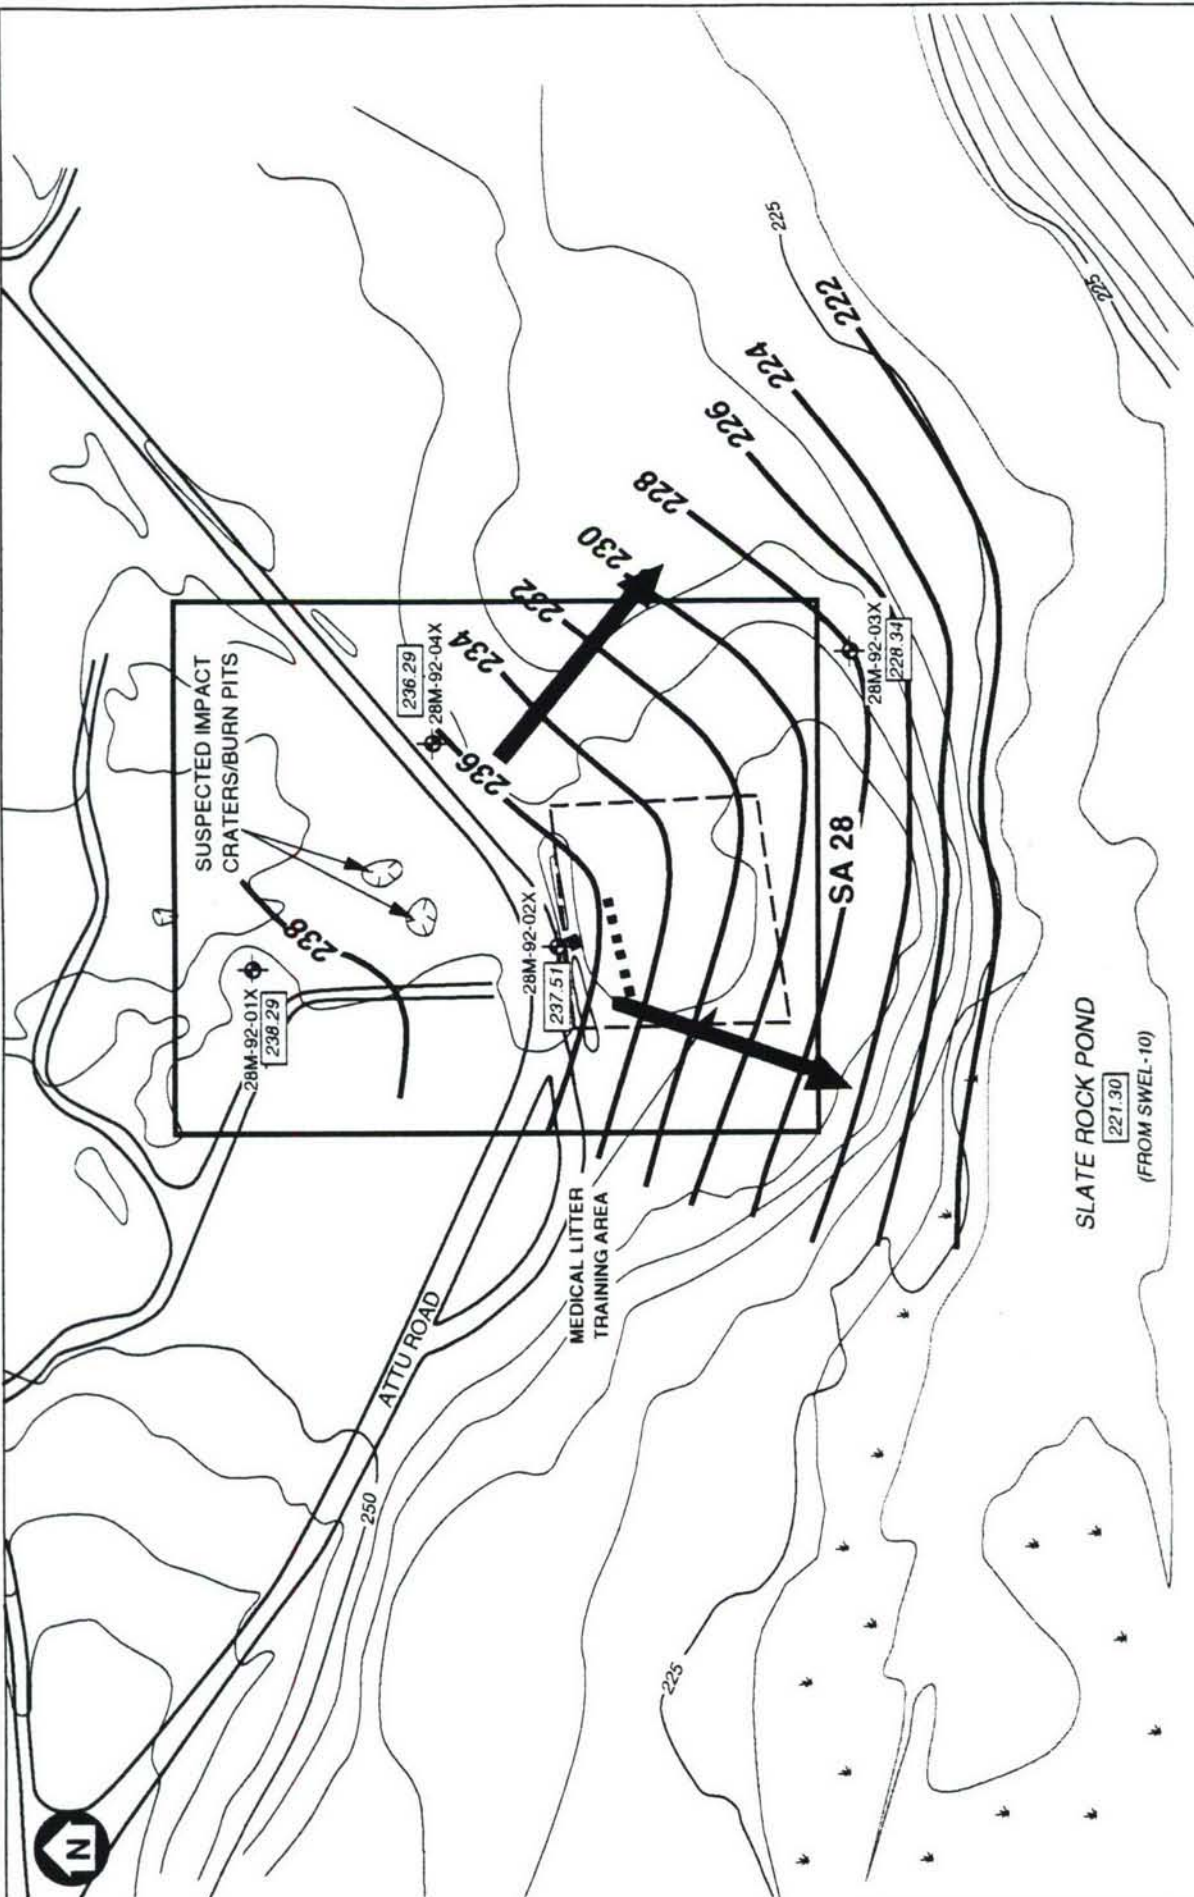 N
SUSPECTED IMPACT
CRATERS/BURN PITS
28M-92-01X
238.29
238
236.29
28M-92-04X
236
234
232
230
228
226
224
222
225
225
28M-92-02X
237.51
28M-92-03X
228.34
SA 28
MEDICAL LITTER
TRAINING AREA
ATTU ROAD
250
225
SLATE ROCK POND
221.30
(FROM SWEL-10)